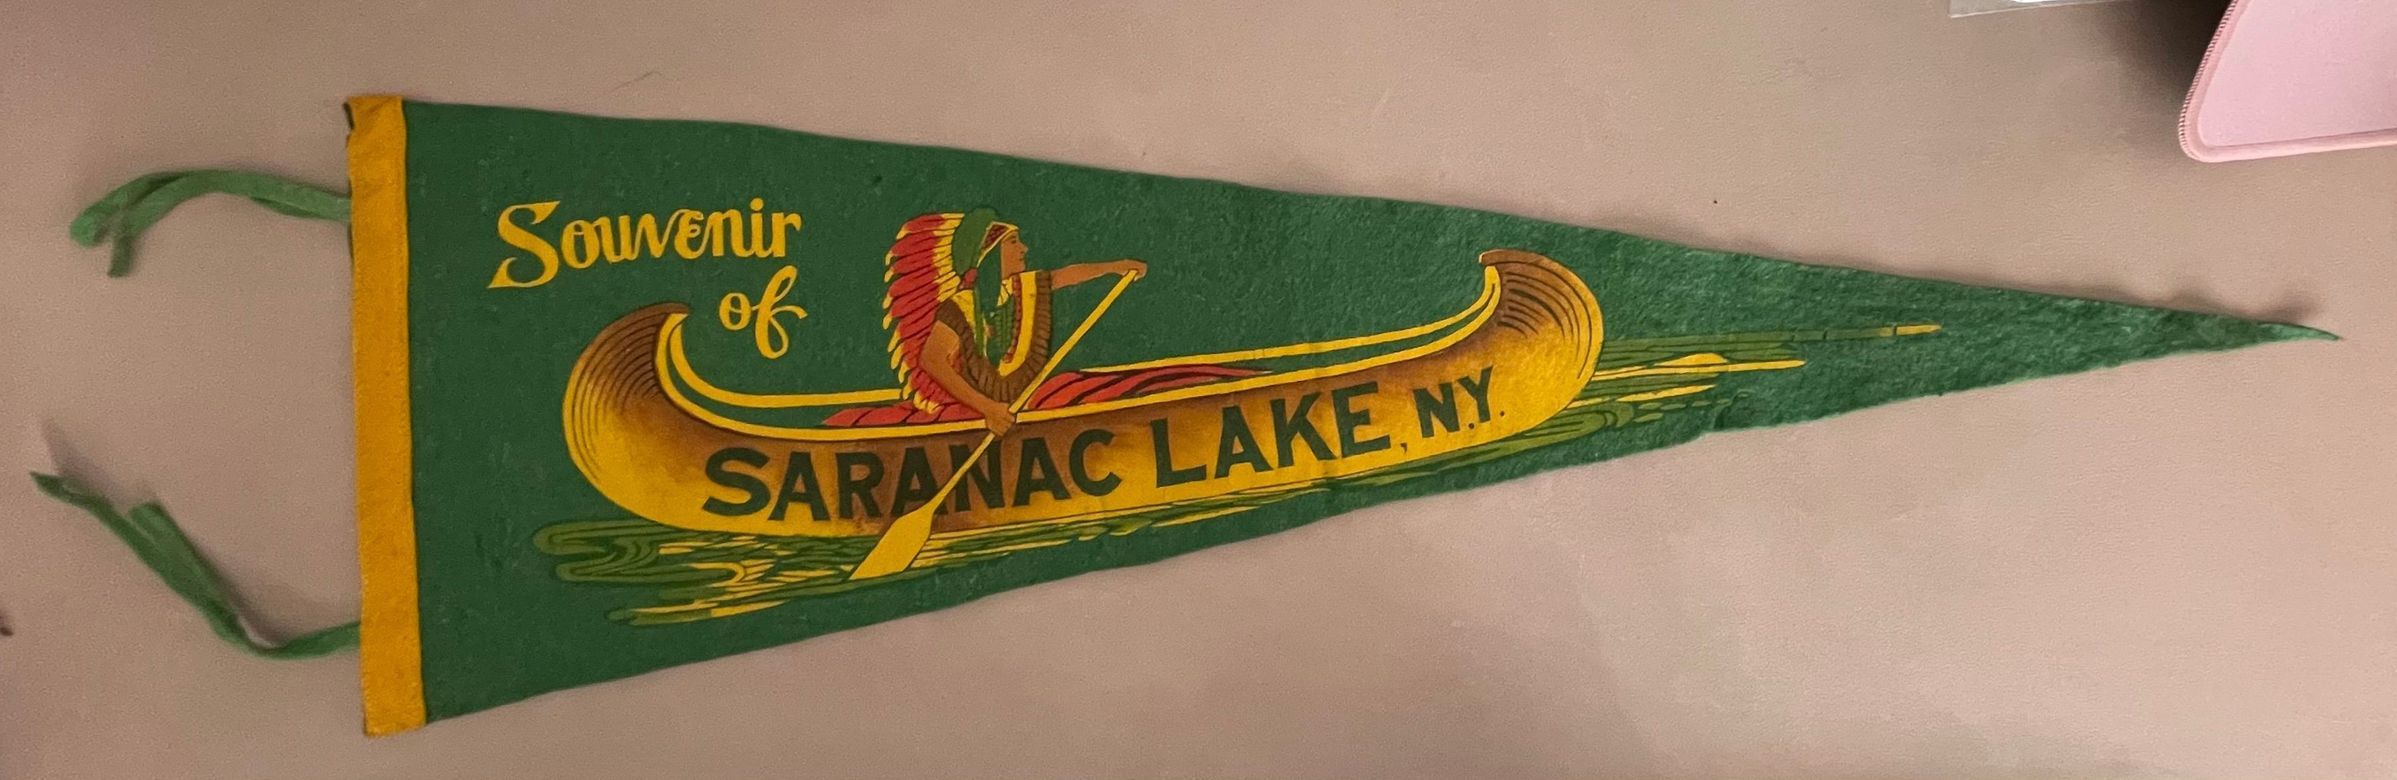 Souvenir
of
SARANAC LAKE, N.Y.